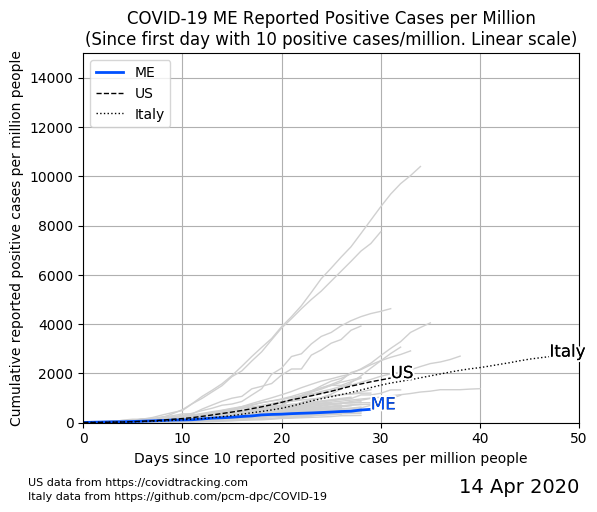 COVID-19 ME Reported Positive Cases per Million
(Since first day with 10 positive cases/million. Linear scale)
Cumulative reported positive cases per million people
14000
12000
10000
8000
6000
4000
2000
0
ME
US
Italy
Italy
US
ME
0 10 20 30 40 50
Days since 10 reported positive cases per million people
US data from https://covidtracking.com
Italy data from https://github.com/pcm-dpc/COVID-19
14 Apr 2020